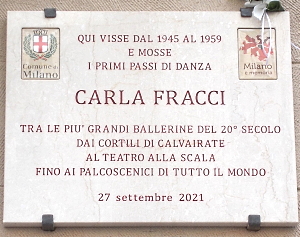 QUI VISSE DAL 1945 AL 1959
E MOSSE
I PRIMI PASSI DI DANZA
Comune di
Milano
Milano
è memoria
CARLA FRACCI
TRA LE PIU' GRANDI BALLERINE DEL 20° SECOLO
DAI CORTILI DI CALVAIRATE
AL TEATRO ALLA SCALA
FINO AI PALCOSCENICI DI TUTTO IL MONDO
27 settembre 2021